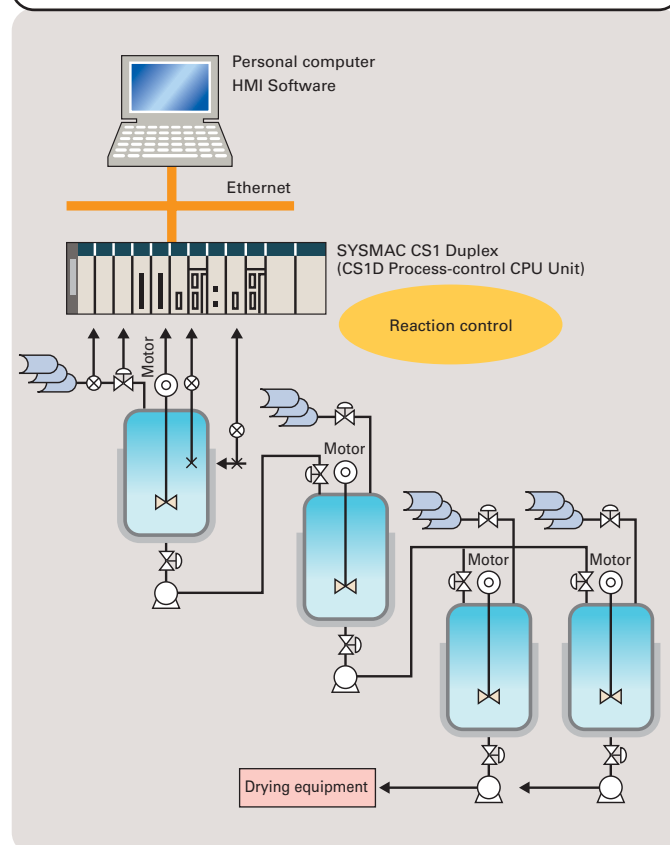 Personal computer
HMI Software
Ethernet
SYSMAC CS1 Duplex
(CS1D Process-control CPU Unit)
Reaction control
Motor
Motor
Motor
Motor
Drying equipment